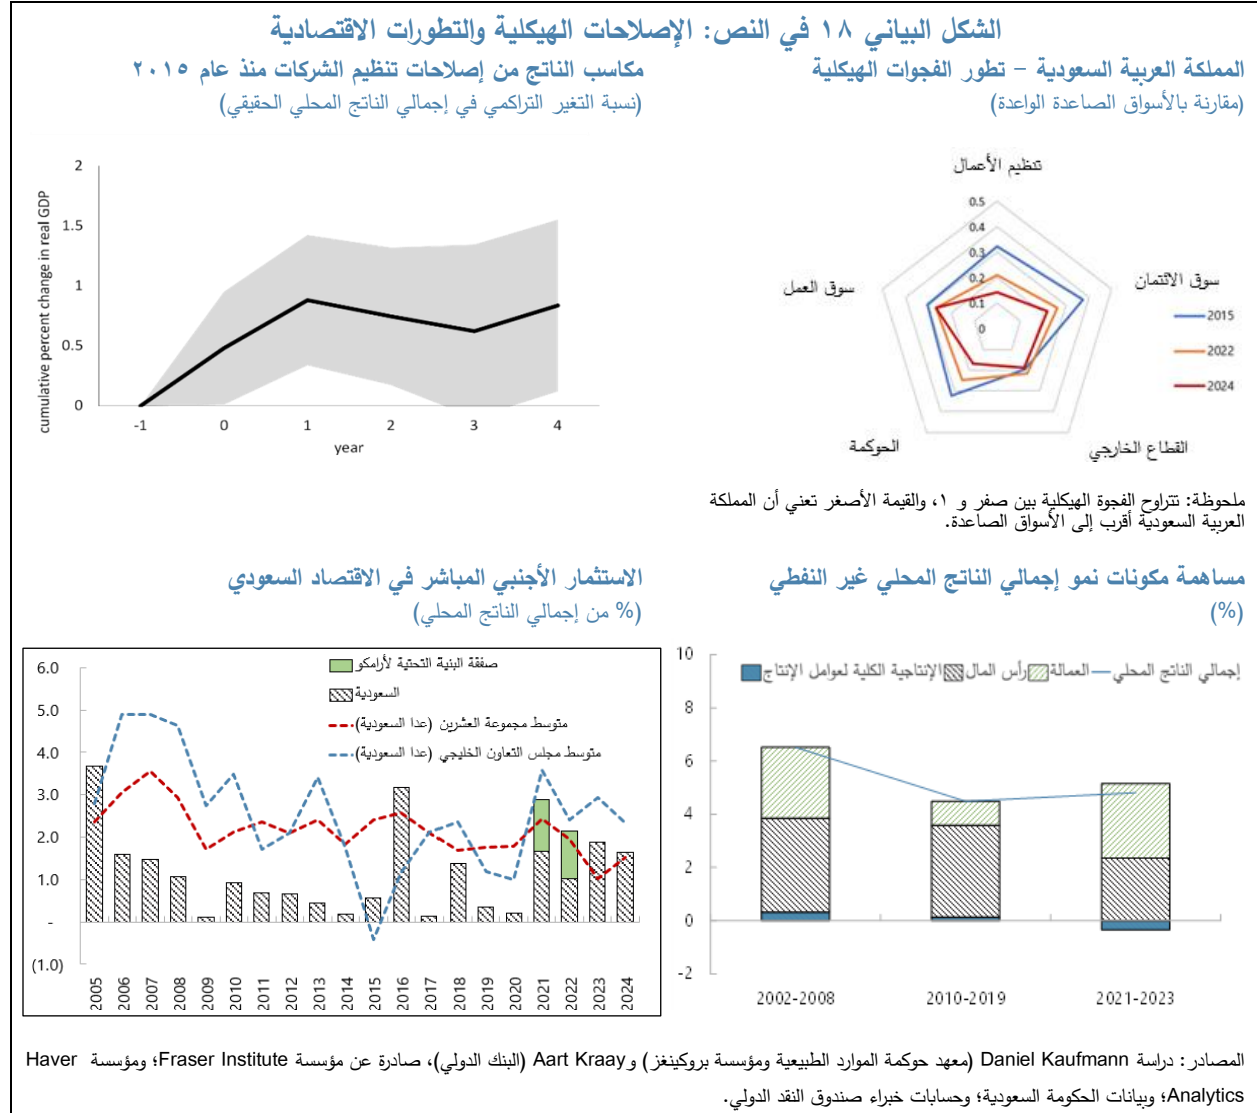 الشكل البياني ١٨ في النص: الإصلاحات الهيكلية والتطورات الاقتصادية
المملكة العربية السعودية – تطور الفجوات الهيكلية
(مقارنة بالأسواق الصاعدة الواعدة)
تنظيم الأعمال
0.5
0.4
0.3
0.2
0.1
0
سوق الائتمان
سوق العمل
القطاع الخارجي
الحوكمة
2015
2022
2024
ملحوظة: تتراوح الفجوة الهيكلية بين صفر و ١، والقيمة الأصغر تعني أن المملكة
العربية السعودية أقرب إلى الأسواق الصاعدة.
مكاسب الناتج من إصلاحات تنظيم الشركات منذ عام ٢٠١٥
(نسبة التغير التراكمي في إجمالي الناتج المحلي الحقيقي)
cumulative percent change in real GDP
2
1.5
1
0.5
0
-1 0 1 2 3 4
year
مساهمة مكونات نمو إجمالي الناتج المحلي غير النفطي
(%)
إجمالي الناتج المحلي العمالة رأس المال الإنتاجية الكلية لعوامل الإنتاج
10
8
6
4
2
0
-2
2002-2008 2010-2019 2021-2023
الاستثمار الأجنبي المباشر في الاقتصاد السعودي
(% من إجمالي الناتج المحلي)
صفقة البنية التحتية لأرامكو
السعودية
متوسط مجموعة العشرين (عدا السعودية)
متوسط مجلس التعاون الخليجي (عدا السعودية)
6.0
5.0
4.0
3.0
2.0
1.0
-
(1.0)
2005 2006 2007 2008 2009 2010 2011 2012 2013 2014 2015 2016 2017 2018 2019 2020 2021 2022 2023 2024
المصادر: دراسة Daniel Kaufmann (معهد حوكمة الموارد الطبيعية ومؤسسة بروكينغز) وAart Kraay (البنك الدولي)، صادرة عن مؤسسة Fraser Institute؛ ومؤسسة Haver
Analytics؛ وبيانات الحكومة السعودية؛ وحسابات خبراء صندوق النقد الدولي.